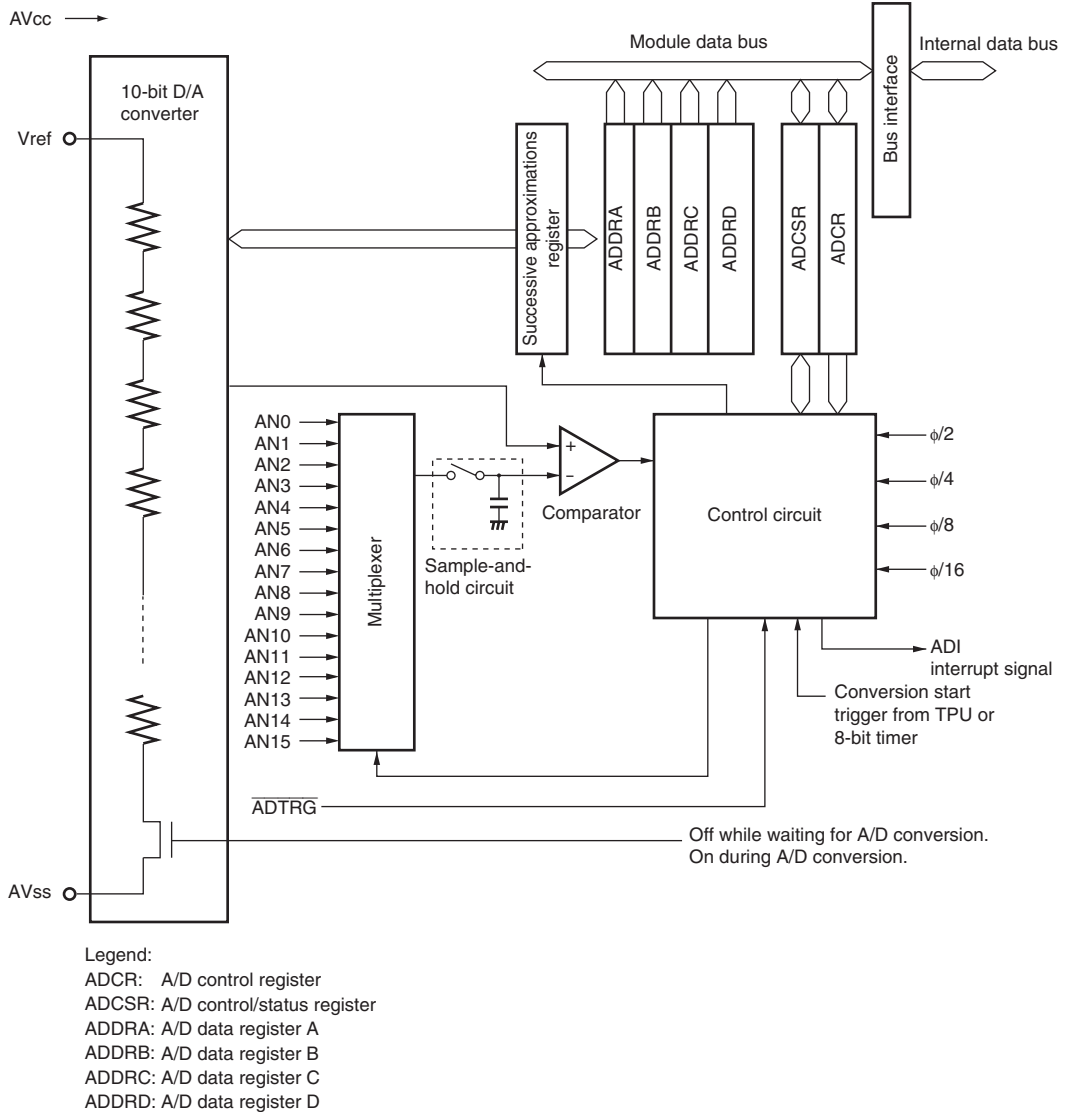 AVcc
Module data bus
Internal data bus
Bus interface
10-bit D/A
converter
Vref
Successive approximations
register
ADDRA
ADDRB
ADDRC
ADDRD
ADCSR
ADCR
AN0
AN1
AN2
AN3
AN4
AN5
AN6
AN7
AN8
AN9
AN10
AN11
AN12
AN13
AN14
AN15
Multiplexer
Sample-and-
hold circuit
+
−
Comparator
Control circuit
ϕ/2
ϕ/4
ϕ/8
ϕ/16
ADI
interrupt signal
Conversion start
trigger from TPU or
8-bit timer
ADTRG
Off while waiting for A/D conversion.
On during A/D conversion.
AVss
Legend:
ADCR: A/D control register
ADCSR: A/D control/status register
ADDRA: A/D data register A
ADDRB: A/D data register B
ADDRC: A/D data register C
ADDRD: A/D data register D